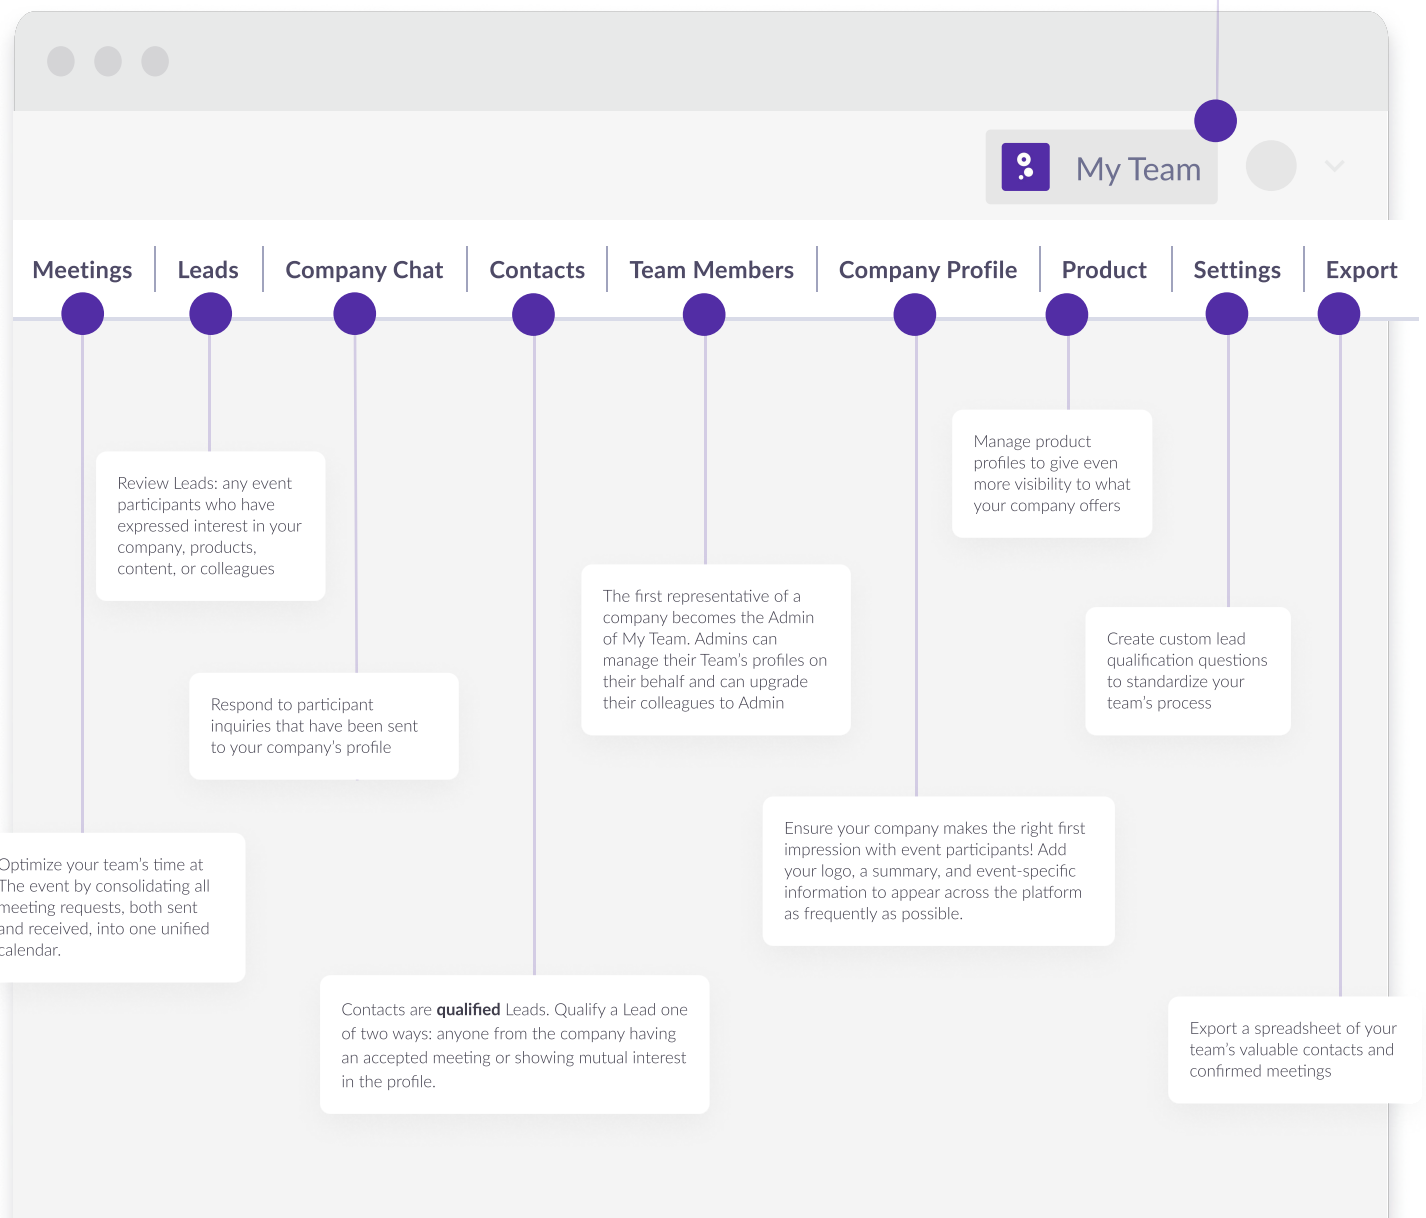 My Team
Meetings
Leads
Company Chat
Contacts
Team Members
Company Profile
Product
Settings
Export
Manage product
profiles to give even
more visibility to what
your company offers
Review Leads: any event
participants who have
expressed interest in your
company, products,
content, or colleagues
The first representative of a
company becomes the Admin
of My Team. Admins can
manage their Team's profiles on
their behalf and can upgrade
their colleagues to Admin
Create custom lead
qualification questions
to standardize your
team's process
Respond to participant
inquiries that have been sent
to your company's profile
Ensure your company makes the right first
impression with event participants! Add
your logo, a summary, and event-specific
information to appear across the platform
as frequently as possible.
Optimize your team's time at
The event by consolidating all
meeting requests, both sent
and received, into one unified
calendar.
Contacts are qualified Leads. Qualify a Lead one
of two ways: anyone from the company having
an accepted meeting or showing mutual interest
in the profile.
Export a spreadsheet of your
team's valuable contacts and
confirmed meetings